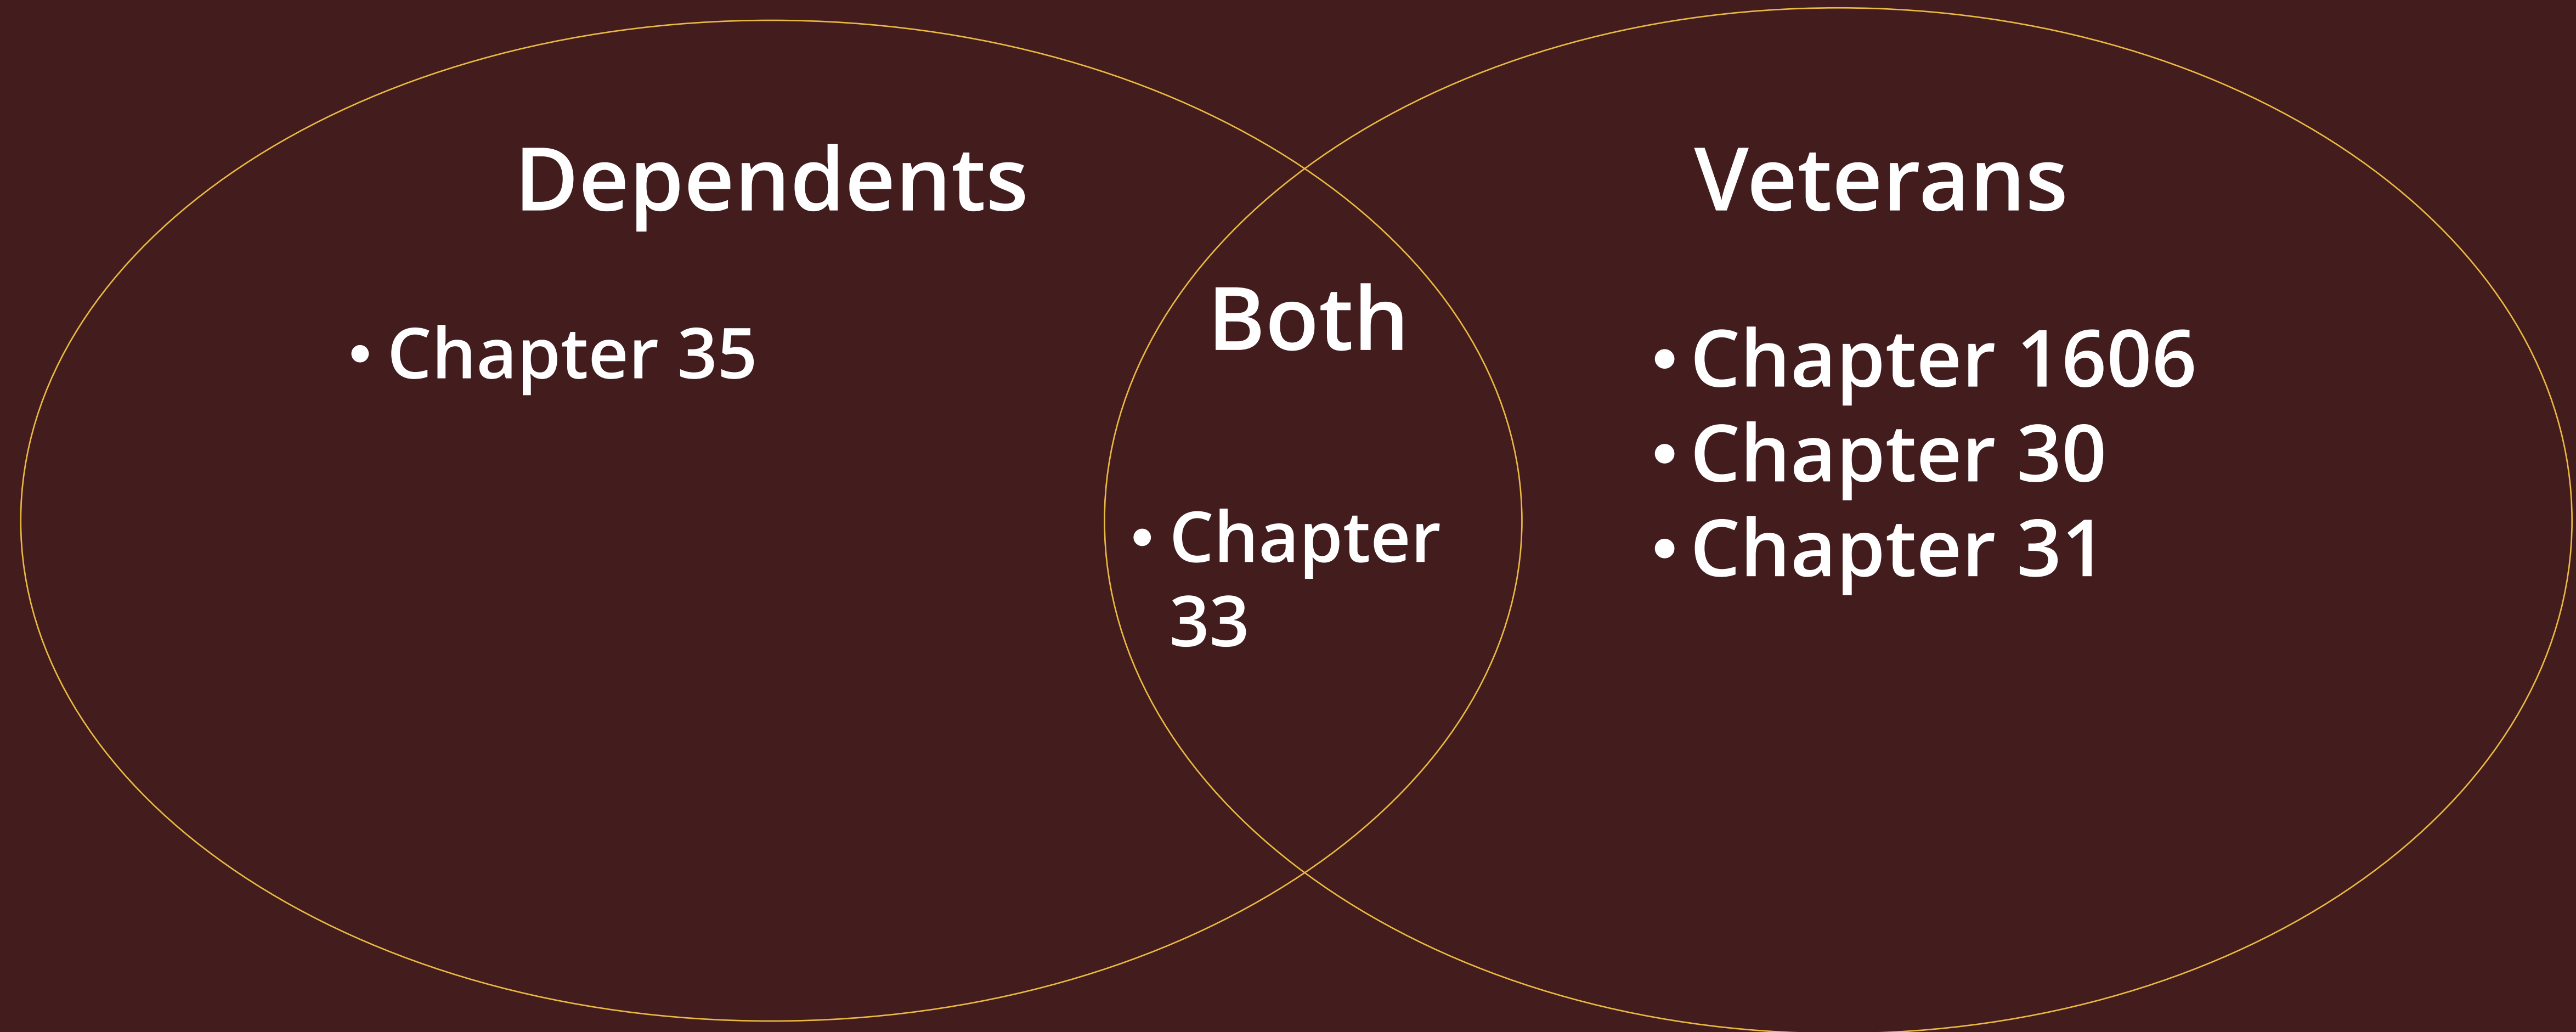 Dependents
• Chapter 35
Both
• Chapter
33
Veterans
• Chapter 1606
• Chapter 30
• Chapter 31